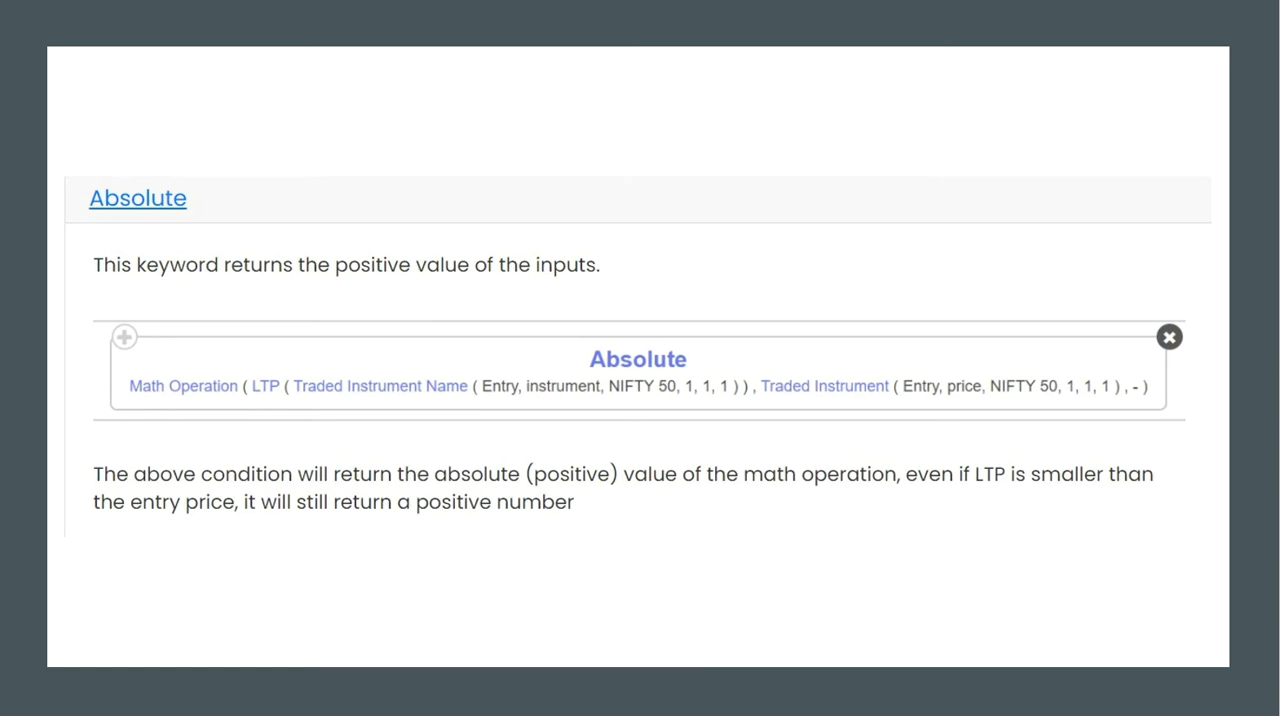 Absolute
This keyword returns the positive value of the inputs.
Absolute
Math Operation ( LTP ( Traded Instrument Name ( Entry, instrument, NIFTY 50, 1, 1, 1 ) ) , Traded Instrument ( Entry, price, NIFTY 50, 1, 1, 1 ) , - )
The above condition will return the absolute (positive) value of the math operation, even if LTP is smaller than
the entry price, it will still return a positive number